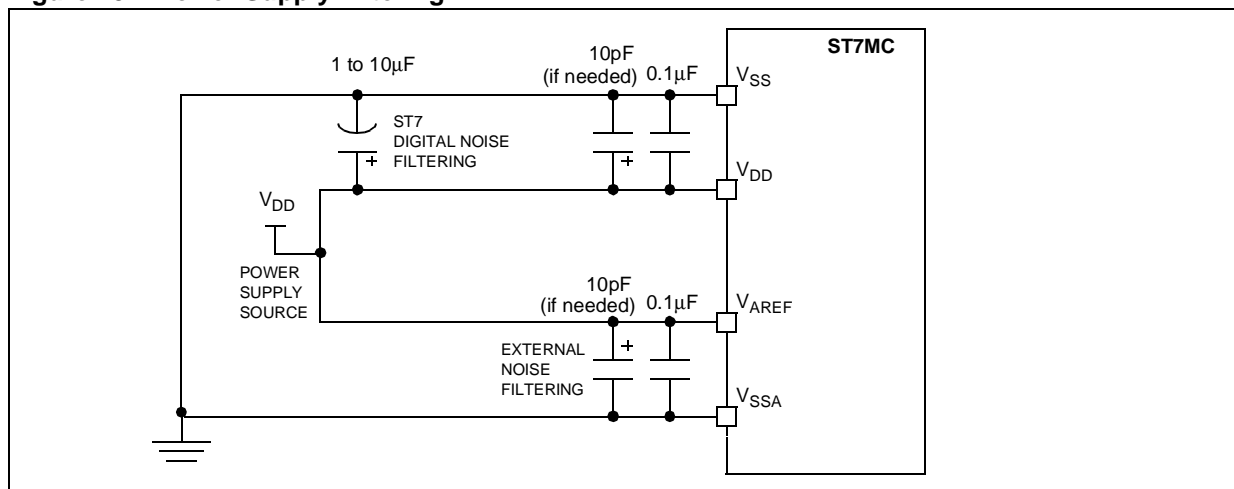 ST7MC
10pF
(if needed)
0.1μF
1 to 10μF
VSS
ST7
DIGITAL NOISE
FILTERING
+
+
VDD
VDD
POWER
SUPPLY
SOURCE
10pF
(if needed)
0.1μF
VAREF
EXTERNAL
NOISE
FILTERING
+
VSSA